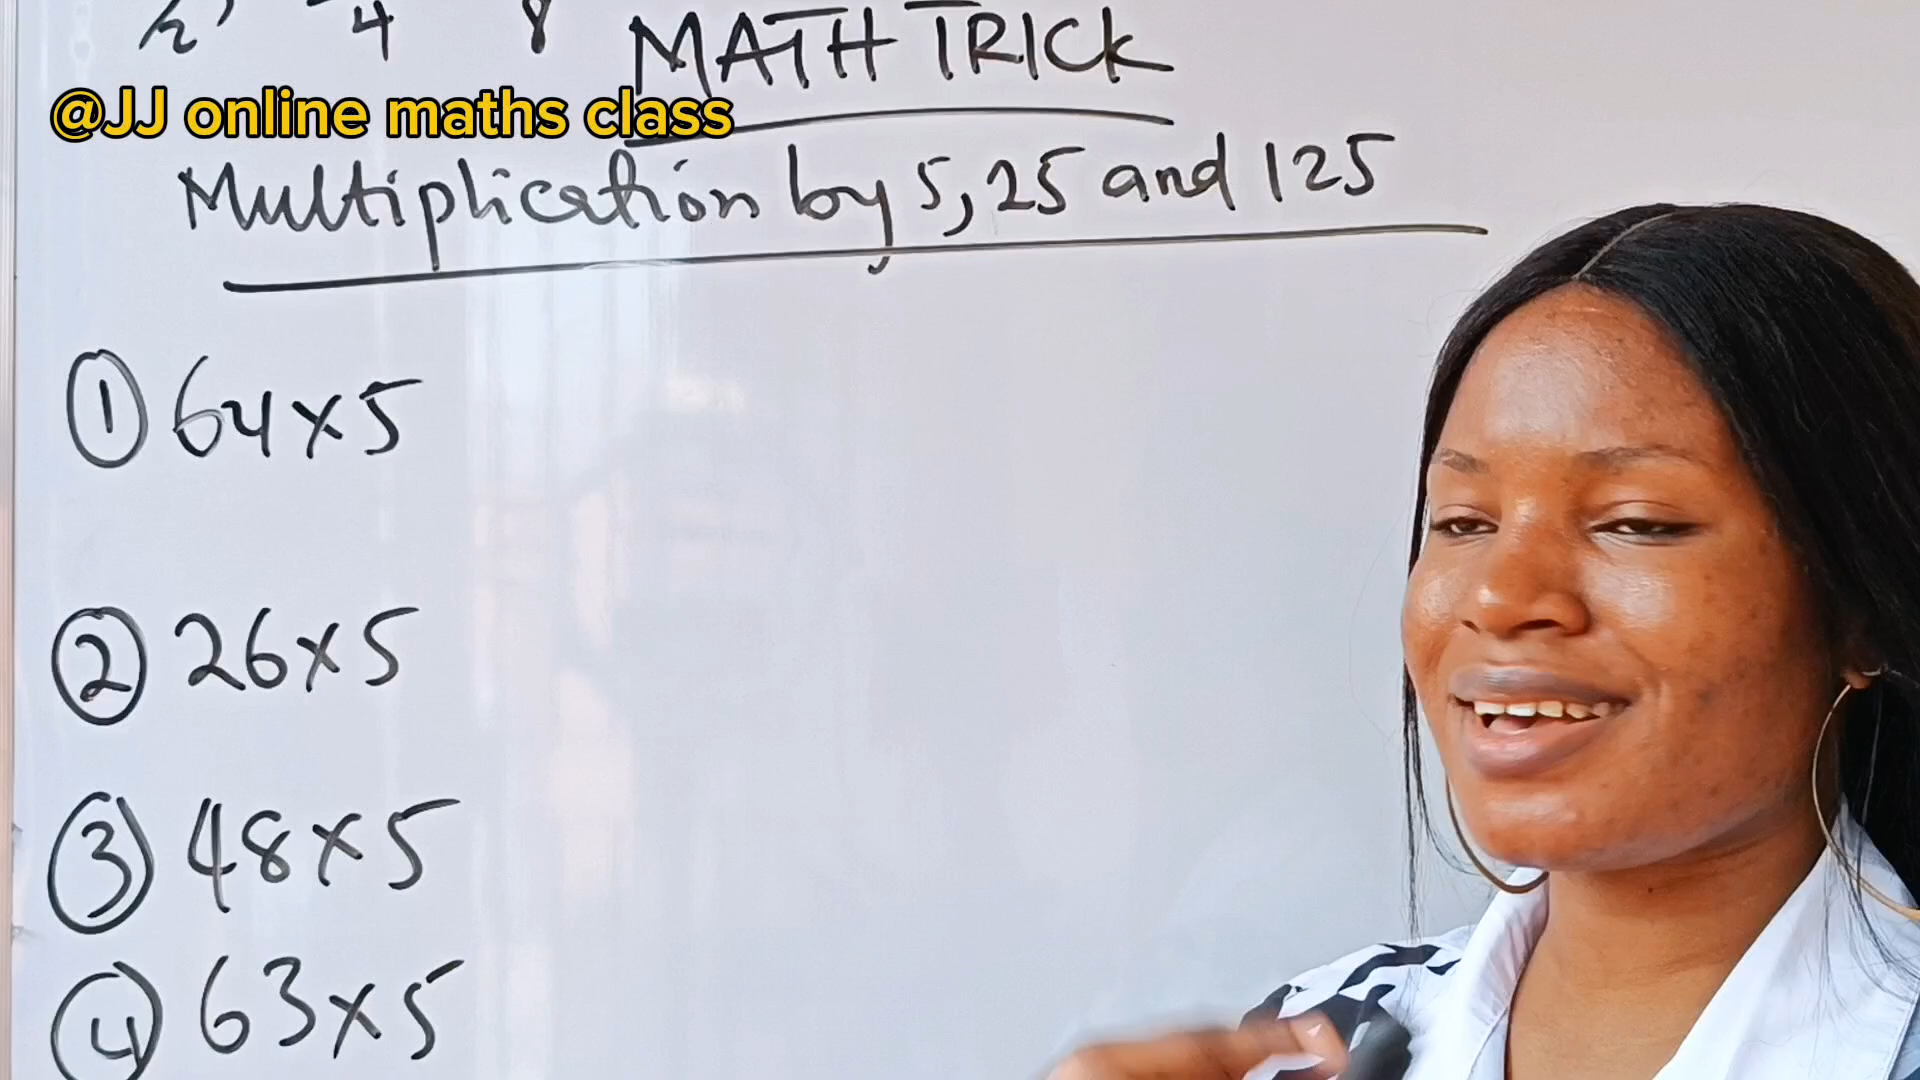 2, 4 8
MATH TRICK
@JJ online maths class
Multiplication by 5, 25 and 125
① 64x5
② 26x5
③ 48x5
④ 63x5